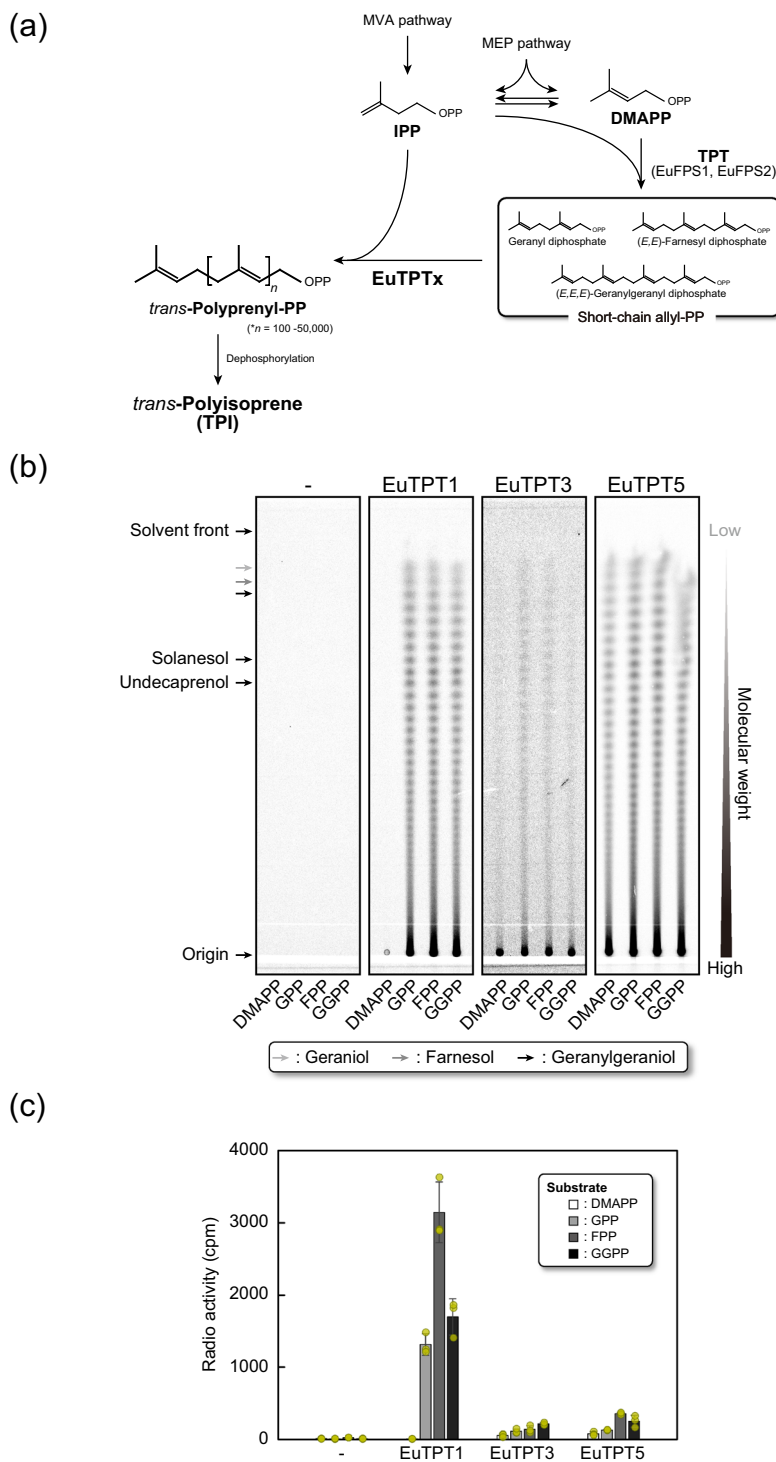 (a)
MVA pathway
MEP pathway
OPP
IPP
OPP
DMAPP
TPT
(EuFPS1, EuFPS2)
OPP
Geranyl diphosphate
OPP
(E,E)-Farnesyl diphosphate
OPP
(E,E,E)-Geranylgeranyl diphosphate
Short-chain allyl-PP
EuTPTx
OPP
n
trans-Polyprenyl-PP
(*n = 100 -50,000)
Dephosphorylation
trans-Polyisoprene
(TPI)
(b)
- EuTPT1 EuTPT3 EuTPT5
Solvent front
Low
Solanesol
Undecaprenol
Molecular weight
Origin
High
DMAPP GPP FPP GGPP DMAPP GPP FPP GGPP DMAPP GPP FPP GGPP DMAPP GPP FPP GGPP
: Geraniol : Farnesol : Geranylgeraniol
(c)
Radio activity (cpm)
4000
3000
2000
1000
0
Substrate
: DMAPP
: GPP
: FPP
: GGPP
- EuTPT1 EuTPT3 EuTPT5